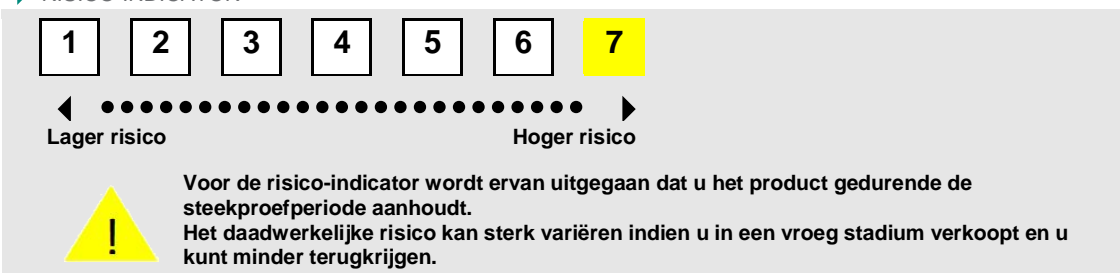 RISICO-INDICATOR
1 2 3 4 5 6 7
Lager risico Hoger risico
Voor de risico-indicator wordt ervan uitgegaan dat u het product gedurende de
steekproefperiode aanhoudt.
Het daadwerkelijke risico kan sterk variëren indien u in een vroeg stadium verkoopt en u
kunt minder terugkrijgen.